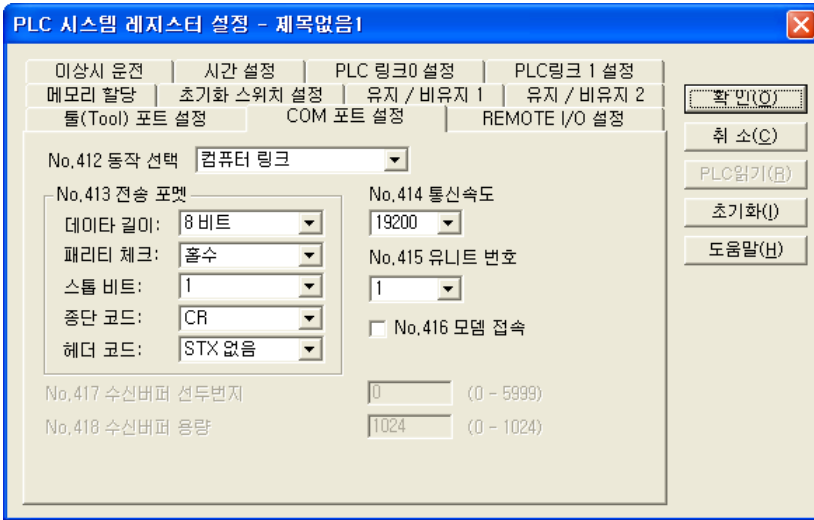 PLC 시스템 레지스터 설정 - 제목없음1
이상시 운전 시간 설정 PLC 링크0 설정 PLC링크 1 설정
메모리 할당 초기화 스위치 설정 유지 / 비유지 1 유지 / 비유지 2
툴(Tool) 포트 설정 COM 포트 설정 REMOTE I/O 설정
확 인(O)
취 소(C)
PLC읽기(R)
초기화(I)
도움말(H)
No.412 동작 선택 컴퓨터 링크
No.413 전송 포멧
데이타 길이: 8 비트
패리티 체크: 홀수
스톱 비트: 1
종단 코드: CR
헤더 코드: STX 없음
No.414 통신속도
19200
No.415 유니트 번호
1
No.416 모뎀 접속
No.417 수신버퍼 선두번지 0 (0 - 5999)
No.418 수신버퍼 용량 1024 (0 - 1024)